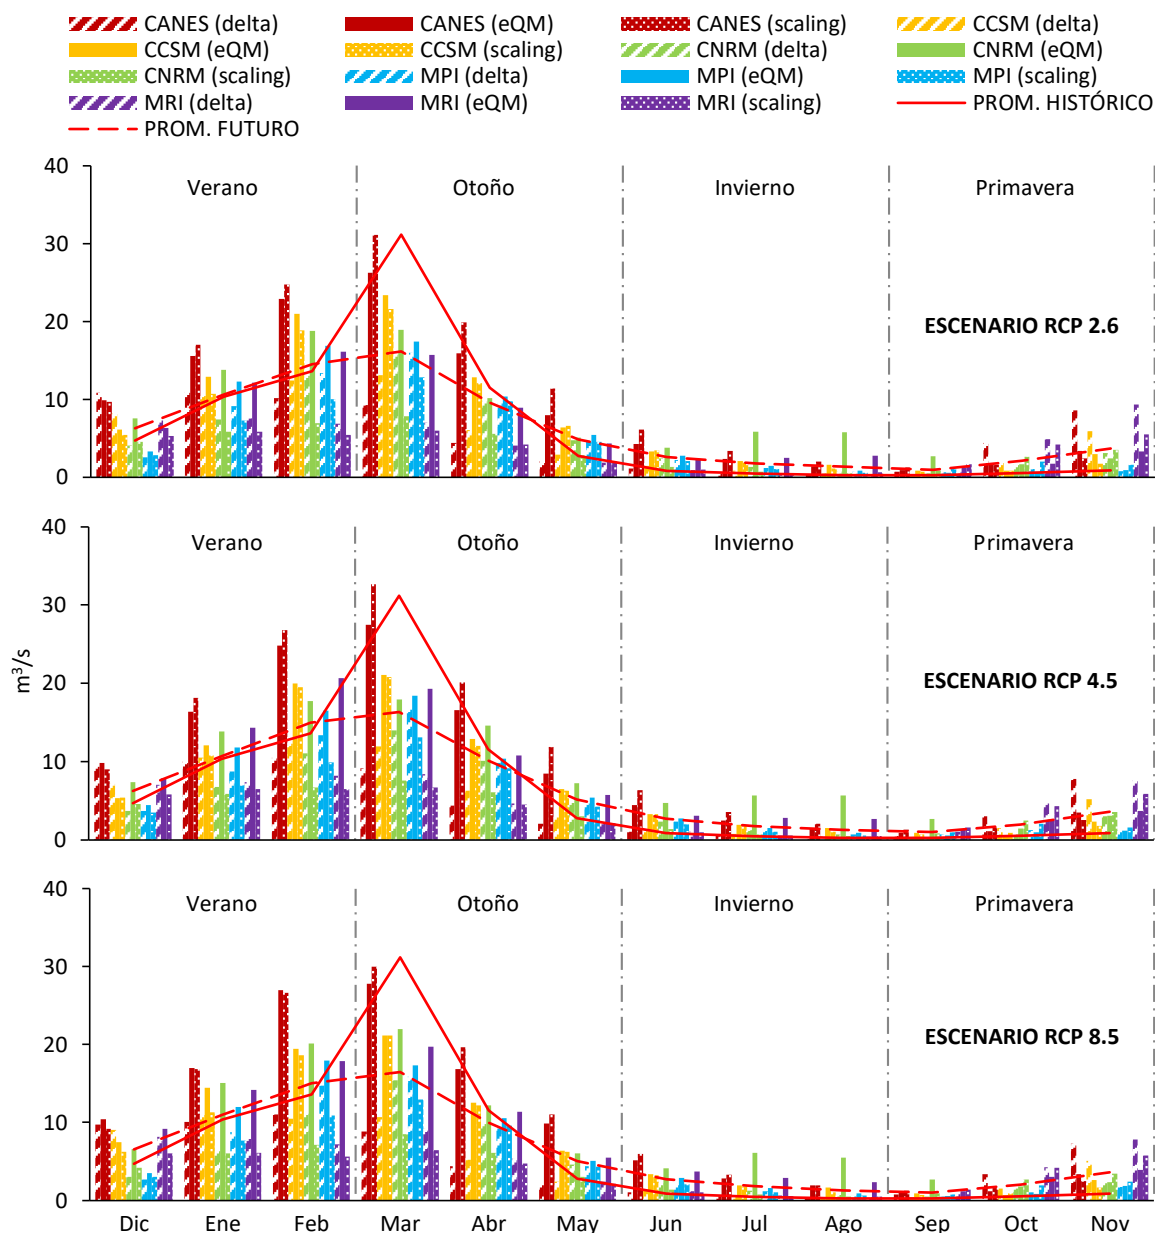 CANES (delta) CANES (eQM) CANES (scaling) CCSM (delta)
CCSM (eQM) CCSM (scaling) CNRM (delta) CNRM (eQM)
CNRM (scaling) MPI (delta) MPI (eQM) MPI (scaling)
MRI (delta) MRI (eQM) MRI (scaling) PROM. HISTÓRICO
PROM. FUTURO
40
Verano Otoño Invierno Primavera
30
20
ESCENARIO RCP 2.6
10
0
40
Verano Otoño Invierno Primavera
30
20
ESCENARIO RCP 4.5
10
0
m³/s
40
Verano Otoño Invierno Primavera
30
20
ESCENARIO RCP 8.5
10
0
Dic Ene Feb Mar Abr May Jun Jul Ago Sep Oct Nov